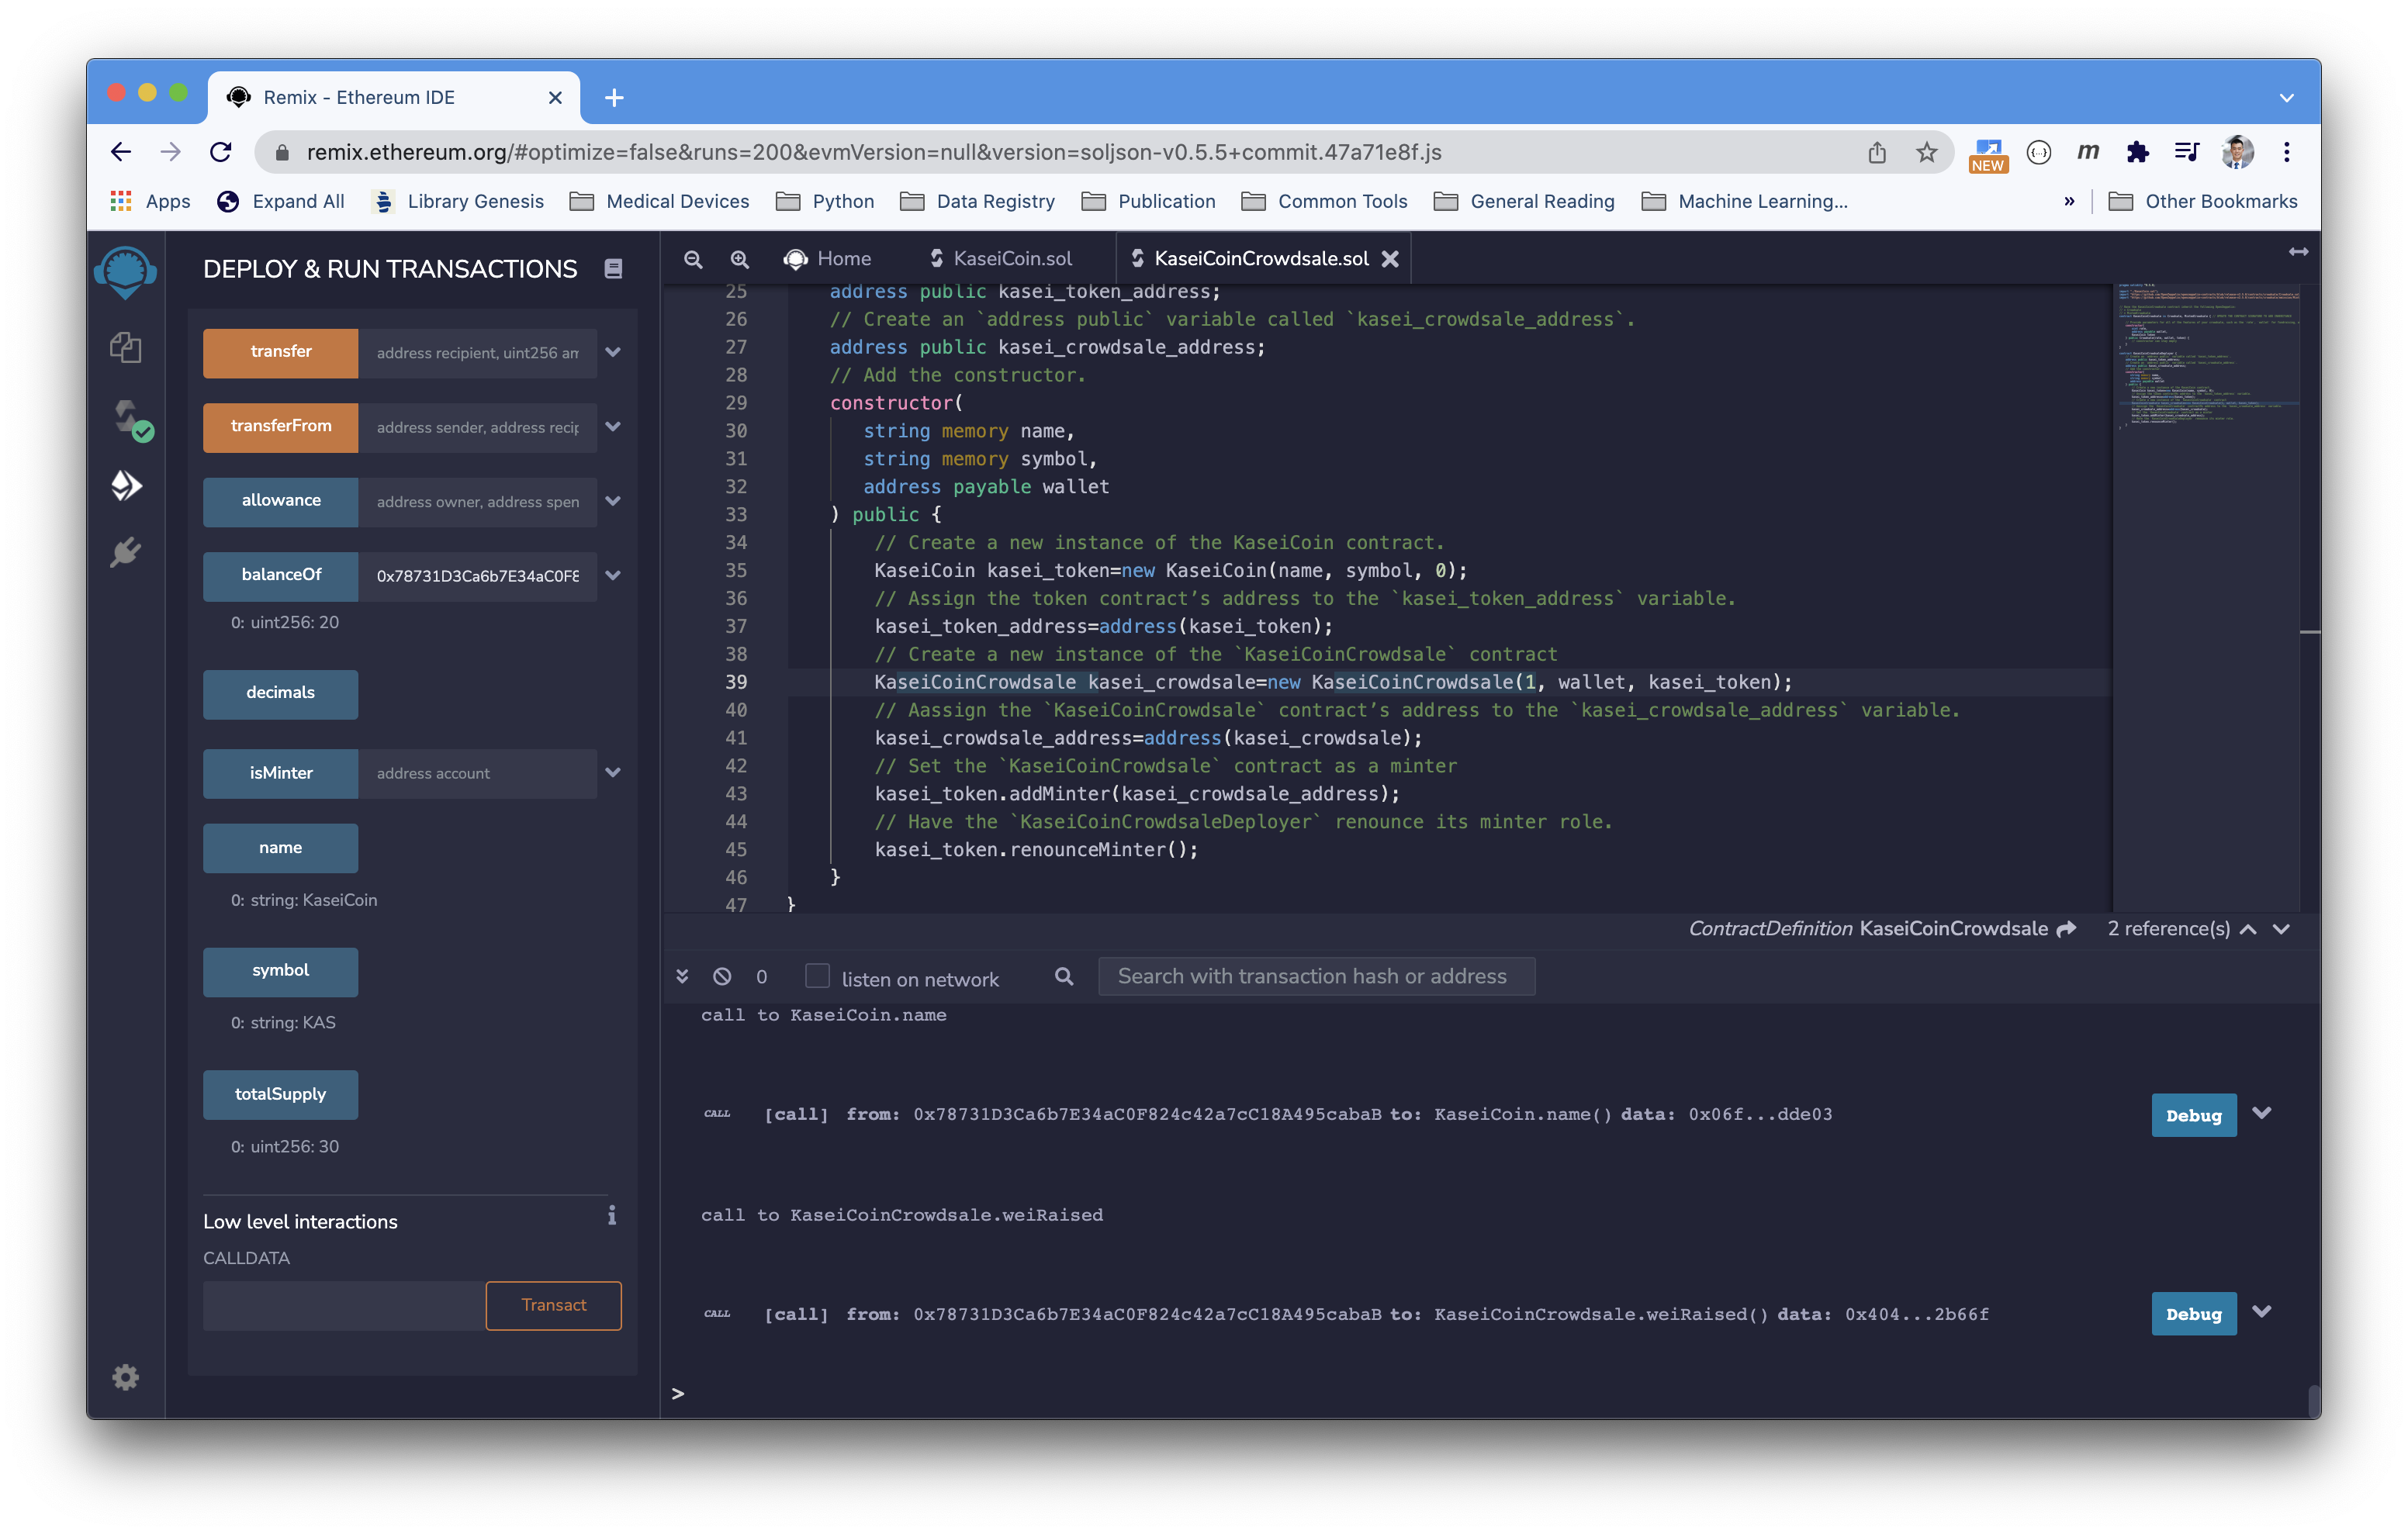 Remix - Ethereum IDE
remix.ethereum.org/#optimize=false&runs=200&evmVersion=null&version=soljson-v0.5.5+commit.47a71e8f.js
NEW
m
Apps
Expand All
Library Genesis
Medical Devices
Python
Data Registry
Publication
Common Tools
General Reading
Machine Learning...
»
Other Bookmarks
DEPLOY & RUN TRANSACTIONS
transfer
address recipient, uint256 am
transferFrom
address sender, address recip
allowance
address owner, address spen
balanceOf
0x78731D3Ca6b7E34aC0F8
0: uint256: 20
decimals
isMinter
address account
name
0: string: KaseiCoin
symbol
0: string: KAS
totalSupply
0: uint256: 30
Low level interactions
CALLDATA
Transact
Home
KaseiCoin.sol
KaseiCoinCrowdsale.sol
25 address public kasei_token_address;
26 // Create an `address public` variable called `kasei_crowdsale_address`.
27 address public kasei_crowdsale_address;
28 // Add the constructor.
29 constructor(
30 string memory name,
31 string memory symbol,
32 address payable wallet
33 ) public {
34 // Create a new instance of the KaseiCoin contract.
35 KaseiCoin kasei_token=new KaseiCoin(name, symbol, 0);
36 // Assign the token contract’s address to the `kasei_token_address` variable.
37 kasei_token_address=address(kasei_token);
38 // Create a new instance of the `KaseiCoinCrowdsale` contract
39 KaseiCoinCrowdsale kasei_crowdsale=new KaseiCoinCrowdsale(1, wallet, kasei_token);
40 // Aassign the `KaseiCoinCrowdsale` contract’s address to the `kasei_crowdsale_address` variable.
41 kasei_crowdsale_address=address(kasei_crowdsale);
42 // Set the `KaseiCoinCrowdsale` contract as a minter
43 kasei_token.addMinter(kasei_crowdsale_address);
44 // Have the `KaseiCoinCrowdsaleDeployer` renounce its minter role.
45 kasei_token.renounceMinter();
46 }
47 }
ContractDefinition KaseiCoinCrowdsale
2 reference(s)
0
listen on network
Search with transaction hash or address
call to KaseiCoin.name
CALL [call] from: 0x78731D3Ca6b7E34aC0F824c42a7cC18A495cabaB to: KaseiCoin.name() data: 0x06f...dde03
Debug
call to KaseiCoinCrowdsale.weiRaised
CALL [call] from: 0x78731D3Ca6b7E34aC0F824c42a7cC18A495cabaB to: KaseiCoinCrowdsale.weiRaised() data: 0x404...2b66f
Debug
>